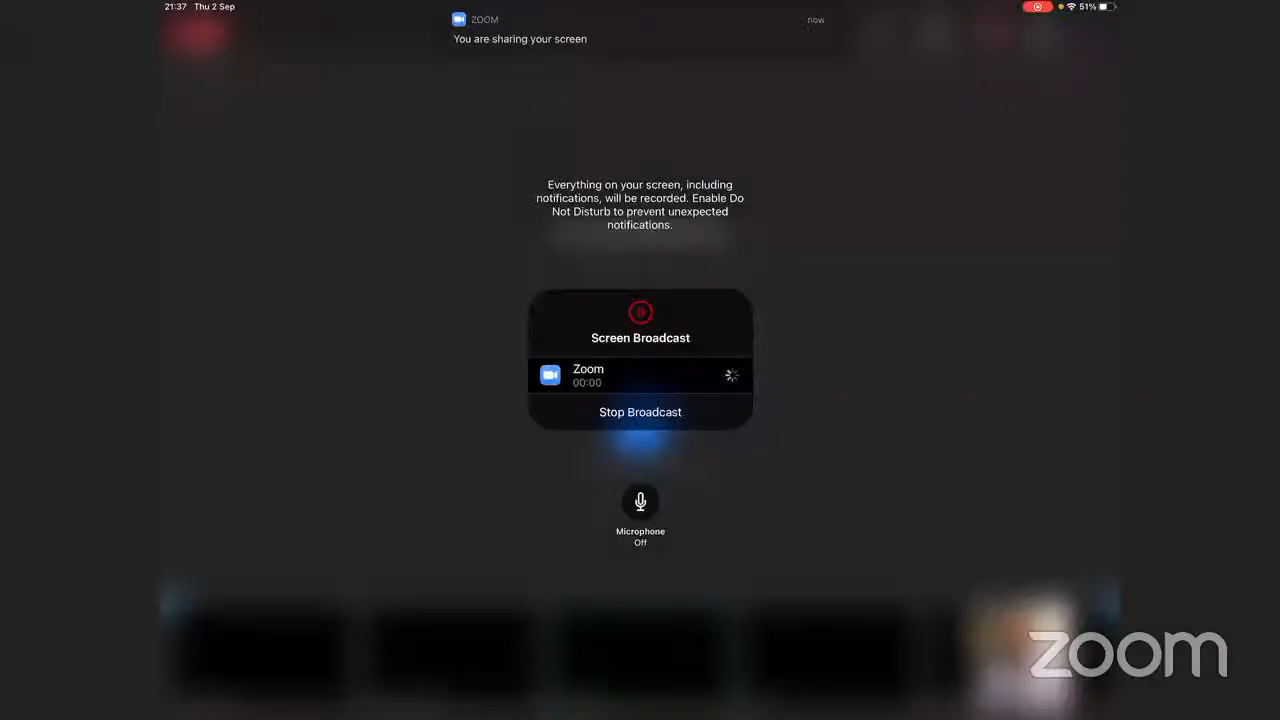 21:37 Thu 2 Sep
51%
ZOOM now
You are sharing your screen
Everything on your screen, including
notifications, will be recorded. Enable Do
Not Disturb to prevent unexpected
notifications.
Screen Broadcast
Zoom
00:00
Stop Broadcast
Microphone
Off
zoom